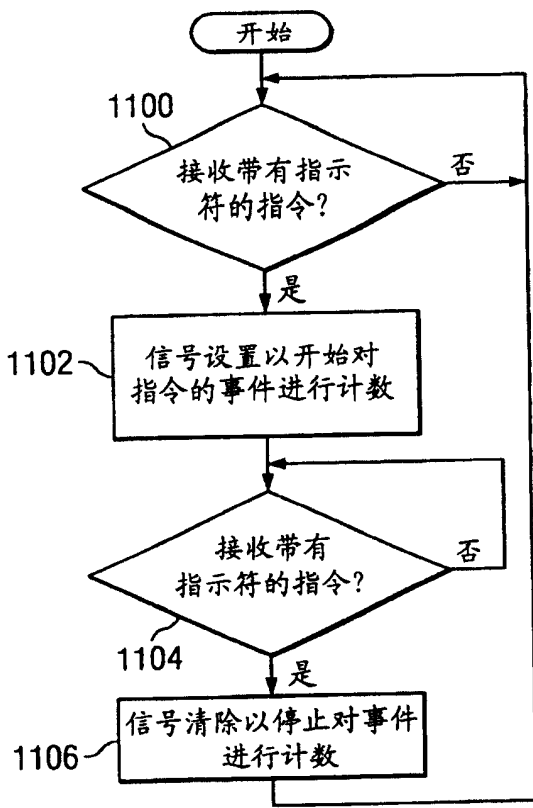 开始
1100
接收带有指示
符的指令?
否
是
1102
信号设置以开始对
指令的事件进行计数
接收带有
指示符的指令?
否
1104
是
信号清除以停止对事件
进行计数
1106